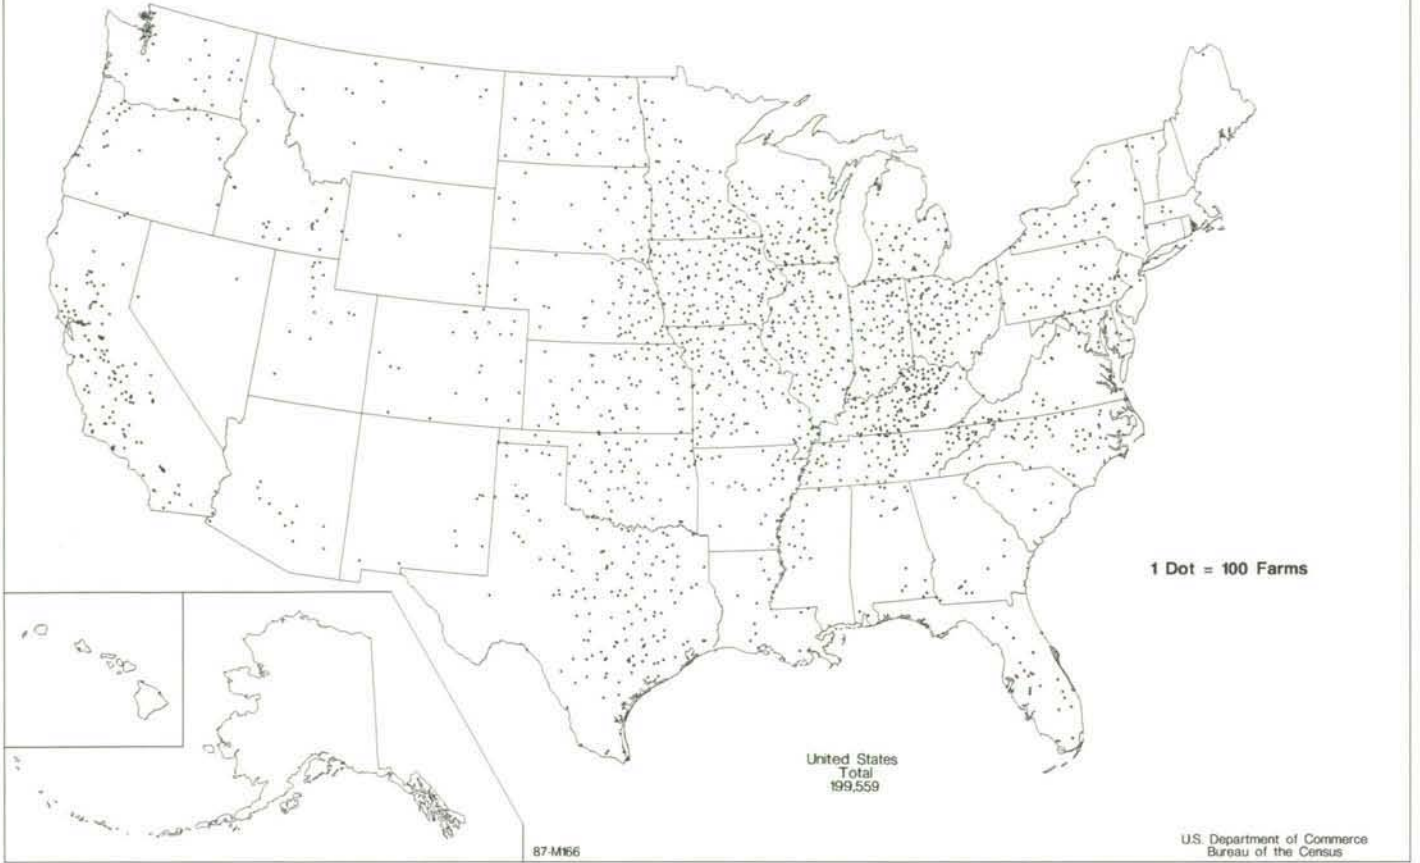 1 Dot = 100 Farms
United States
Total
199,559
87-M166
U.S. Department of Commerce
Bureau of the Census